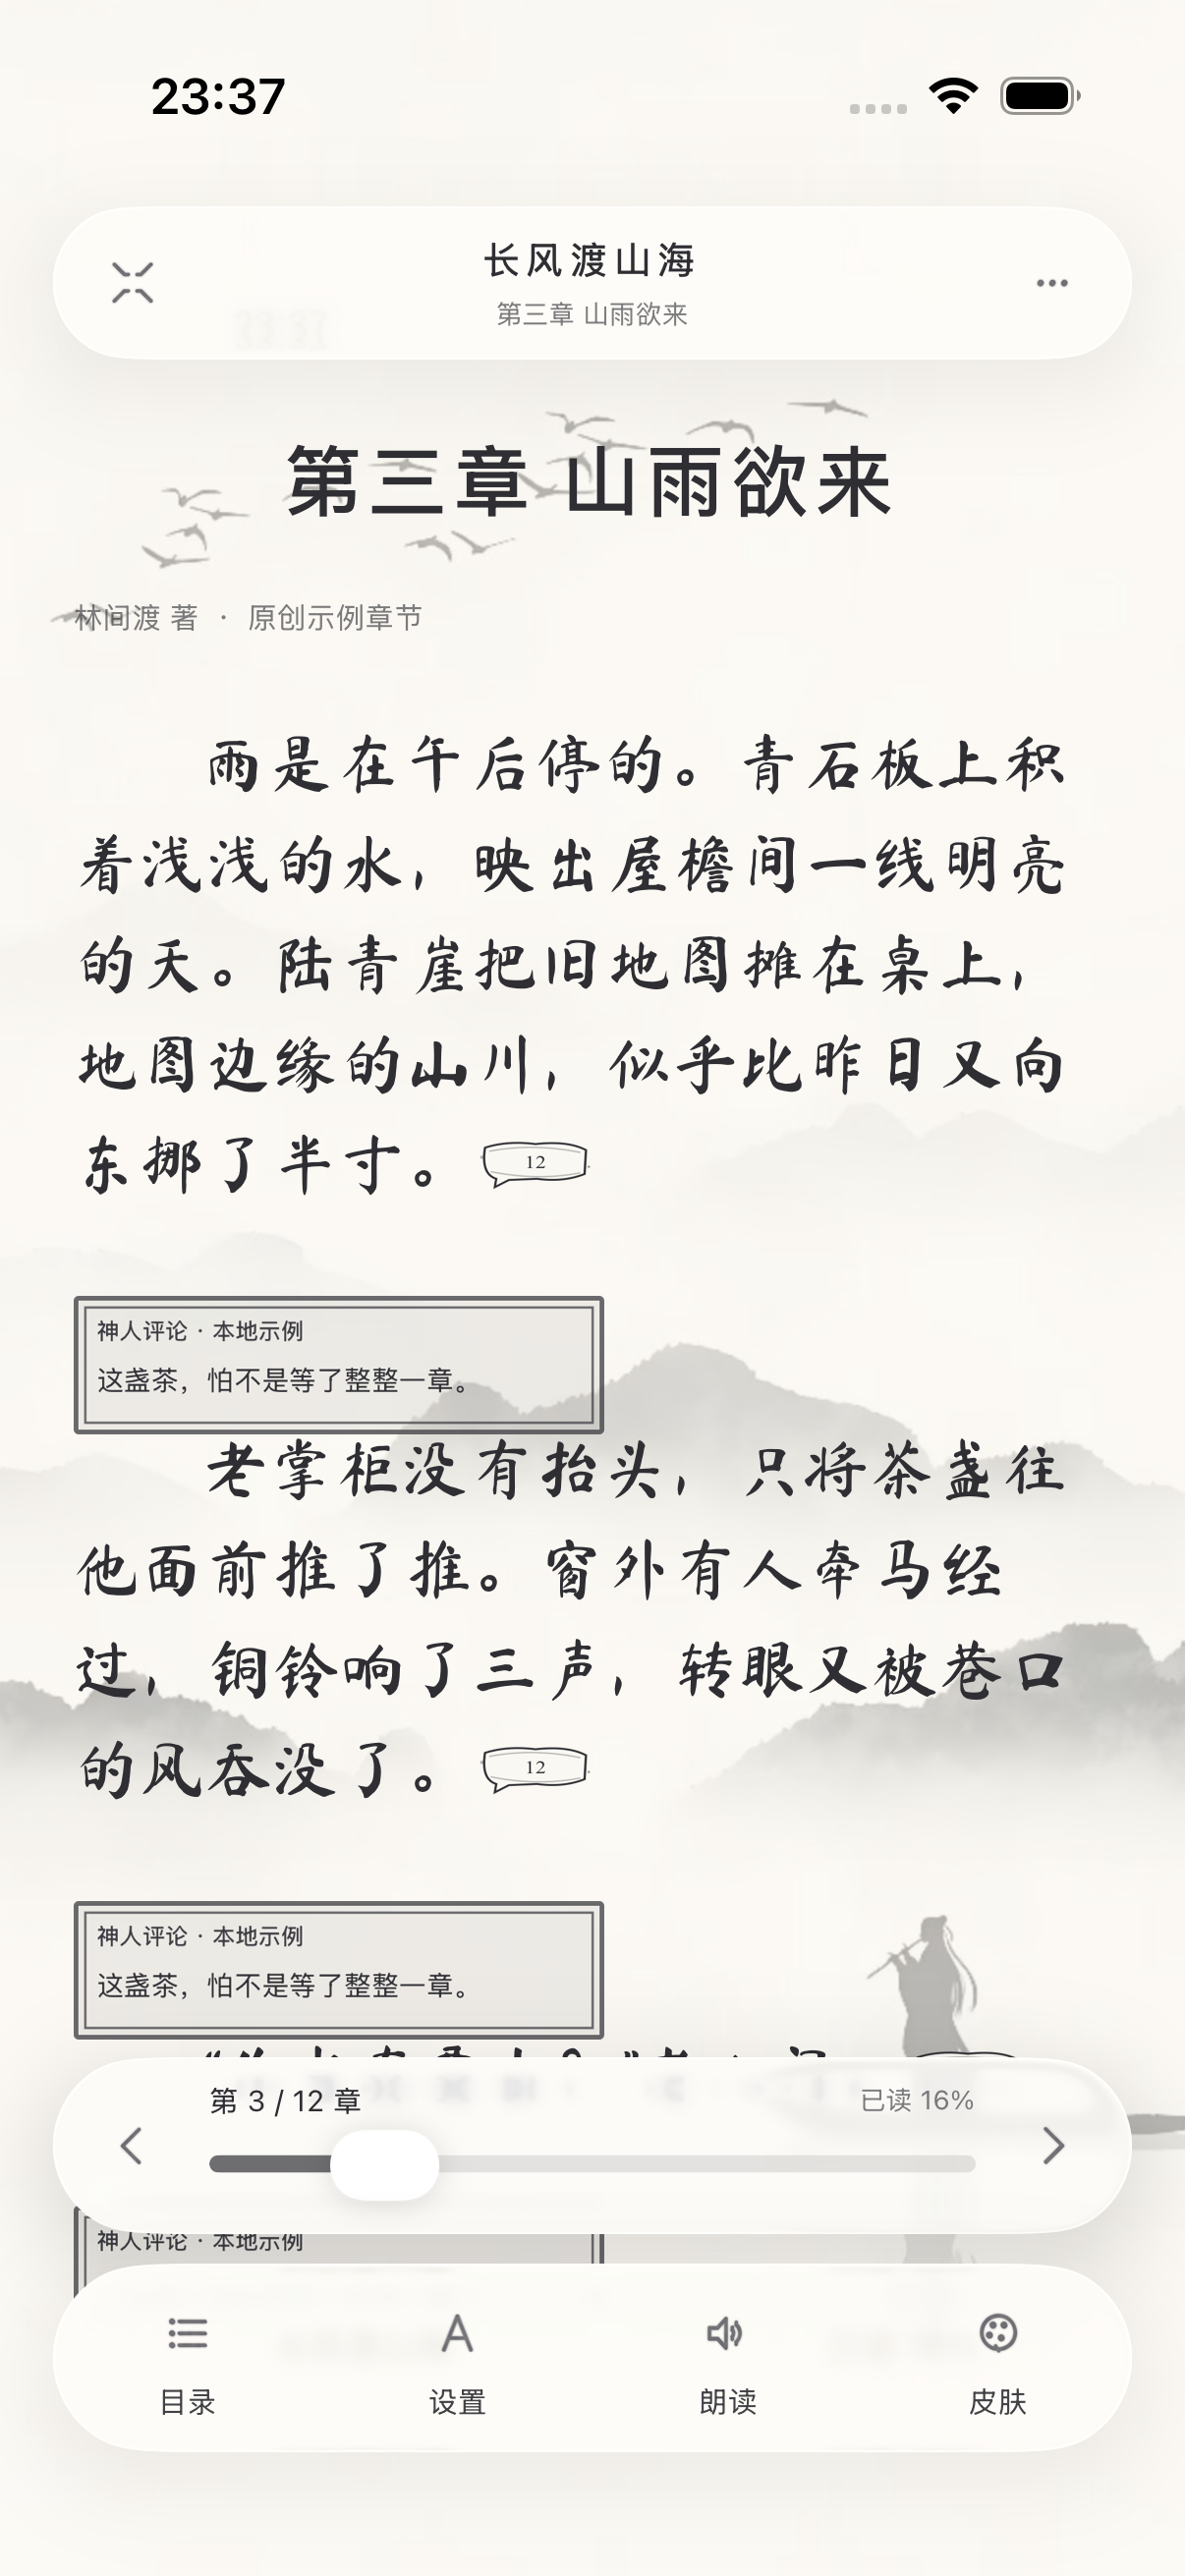 23:37
长风渡山海
第三章 山雨欲来
第三章 山雨欲来
林间渡 著 · 原创示例章节
雨是在午后停的。青石板上积
着浅浅的水，映出屋檐间一线明亮
的天。陆青崖把旧地图摊在桌上，
地图边缘的山川，似乎比昨日又向
东挪了半寸。 12
神人评论 · 本地示例
这盏茶，怕不是等了整整一章。
老掌柜没有抬头，只将茶盏往
他面前推了推。窗外有人牵马经
过，铜铃响了三声，转眼又被巷口
的风吞没了。 12
神人评论 · 本地示例
这盏茶，怕不是等了整整一章。
第 3 / 12 章
已读 16%
神人评论 · 本地示例
目录
设置
朗读
皮肤